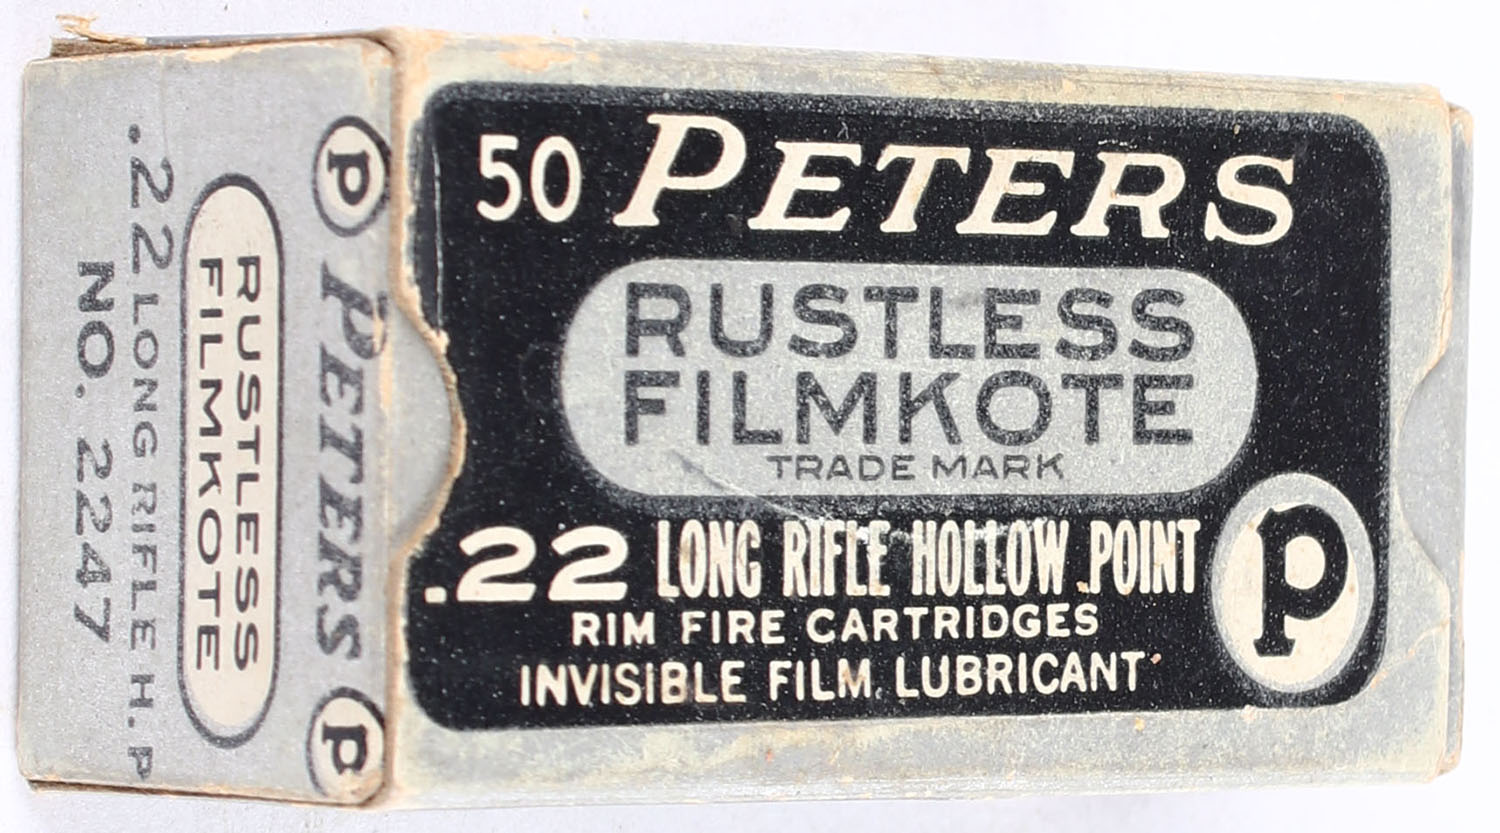 50 PETERS
RUSTLESS
FILMKOTE
TRADE MARK
.22 LONG RIFLE HOLLOW POINT
RIM FIRE CARTRIDGES
INVISIBLE FILM LUBRICANT
P
P PETERS P
RUSTLESS
FILMKOTE
.22 LONG RIFLE H.P
NO. 2247